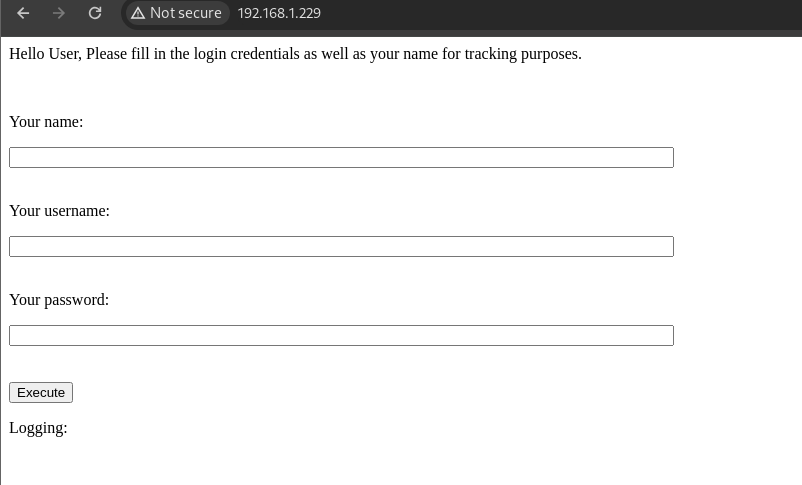 Not secure 192.168.1.229
Hello User, Please fill in the login credentials as well as your name for tracking purposes.
Your name:
Your username:
Your password:
Execute
Logging: